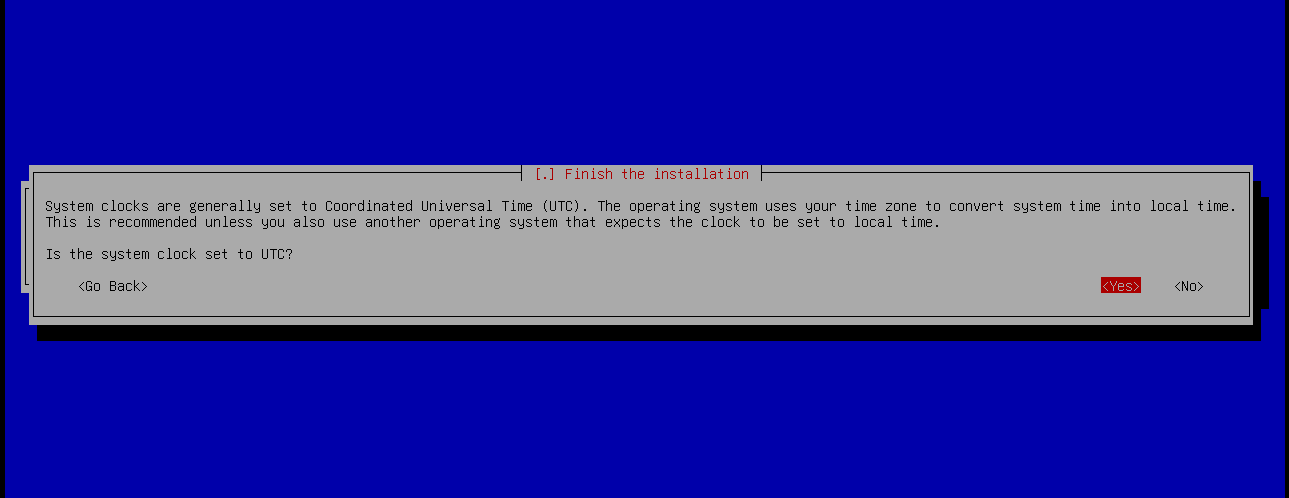 [.] Finish the installation
System clocks are generally set to Coordinated Universal Time (UTC). The operating system uses your time zone to convert system time into local time.
This is recommended unless you also use another operating system that expects the clock to be set to local time.
Is the system clock set to UTC?
<Go Back> <Yes> <No>